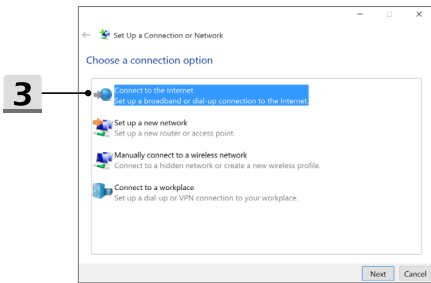 Set Up a Connection or Network
Choose a connection option
3
Connect to the Internet
Set up a broadband or dial-up connection to the Internet.
Set up a new network
Set up a new router or access point.
Manually connect to a wireless network
Connect to a hidden network or create a new wireless profile.
Connect to a workplace
Set up a dial-up or VPN connection to your workplace.
Next Cancel